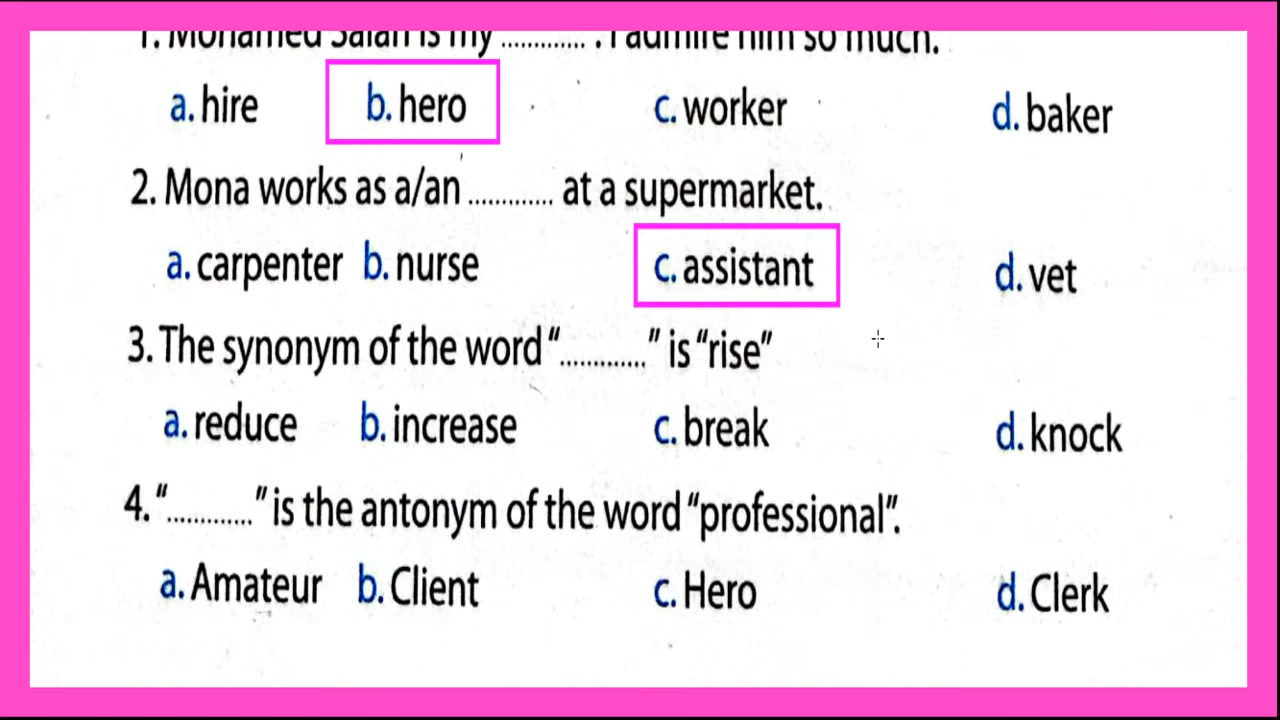 1. Mohamed Salah is my ............. . I admire him so much.
a. hire b. hero c. worker d. baker
2. Mona works as a/an ............. at a supermarket.
a. carpenter b. nurse c. assistant d. vet
3. The synonym of the word “.............” is “rise”
a. reduce b. increase c. break d. knock
4. “.............” is the antonym of the word “professional”.
a. Amateur b. Client c. Hero d. Clerk